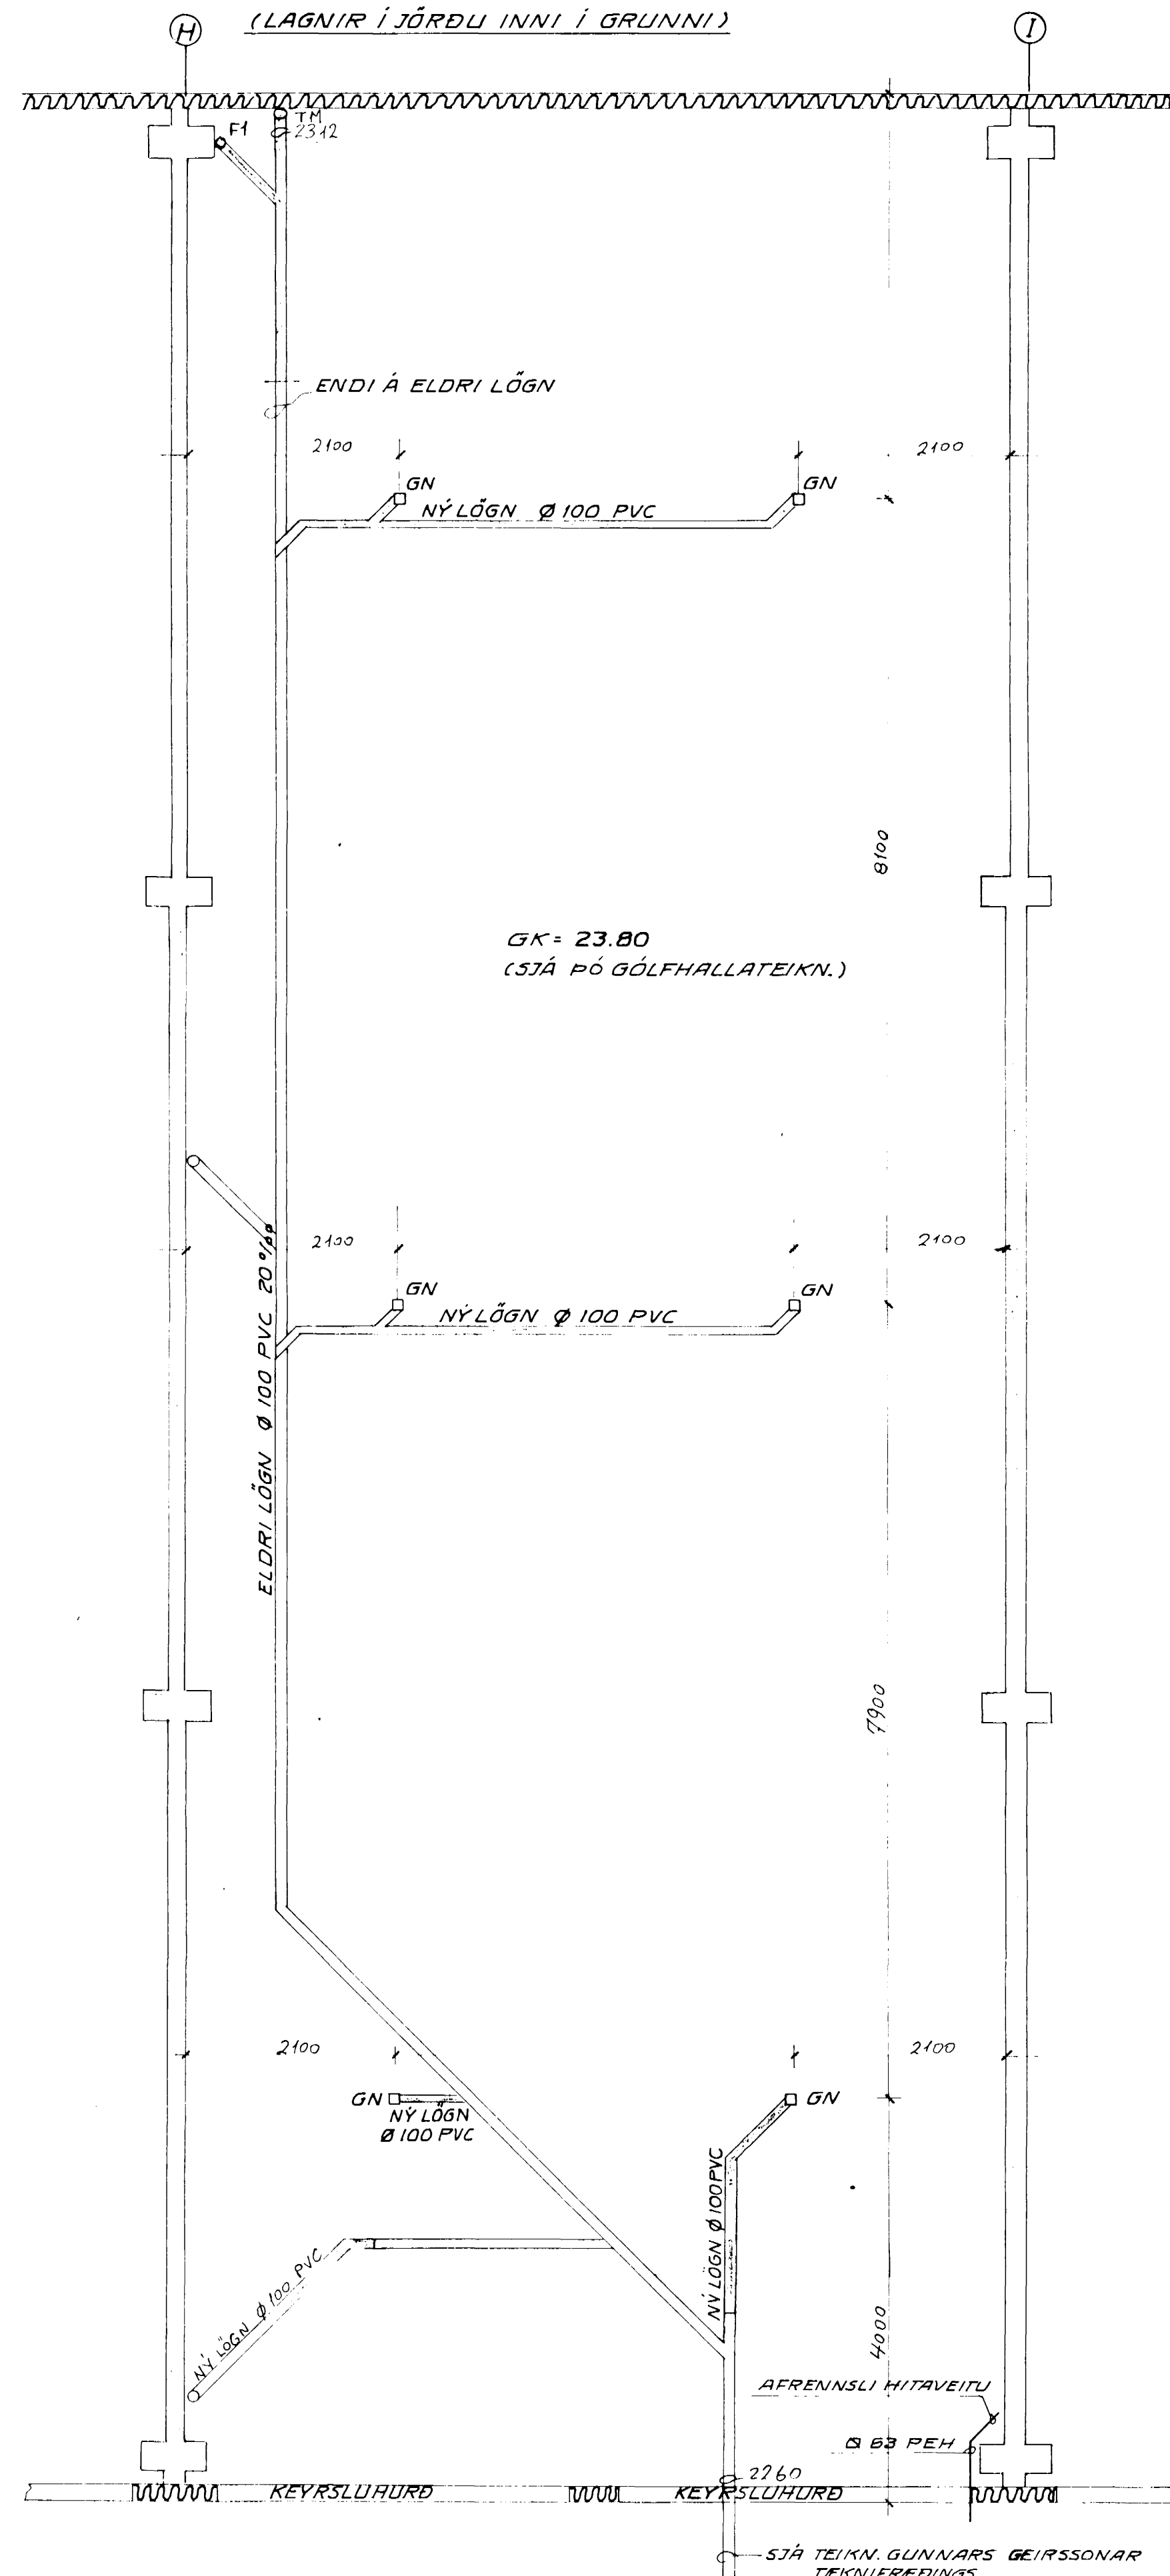 (LAGNIR Í JÖRÐU INNI Í GRUNNI)
H
I
F1
TM
2312
ENDI Á ELDRI LÖGN
2100
2100
GN
GN
NÝ LÖGN Ø 100 PVC
8100
GK = 23.80
(SJÁ ÞÓ GÓLFHALLATEIKN.)
2100
2100
GN
GN
NÝ LÖGN Ø 100 PVC
ELDRI LÖGN Ø 100 PVC 20 ‰
7900
2100
2100
GN
GN
NÝ LÖGN
Ø 100 PVC
NÝ LÖGN Ø 100 PVC
NÝ LÖGN Ø 100 PVC
4000
AFRENNSLI HITAVEITU
Ø 63 PEH
2260
KEYRSLUHURÐ
KEYRSLUHURÐ
SJÁ TEIKN. GUNNARS GEIRSSONAR
TÆKNIFRÆÐINGS